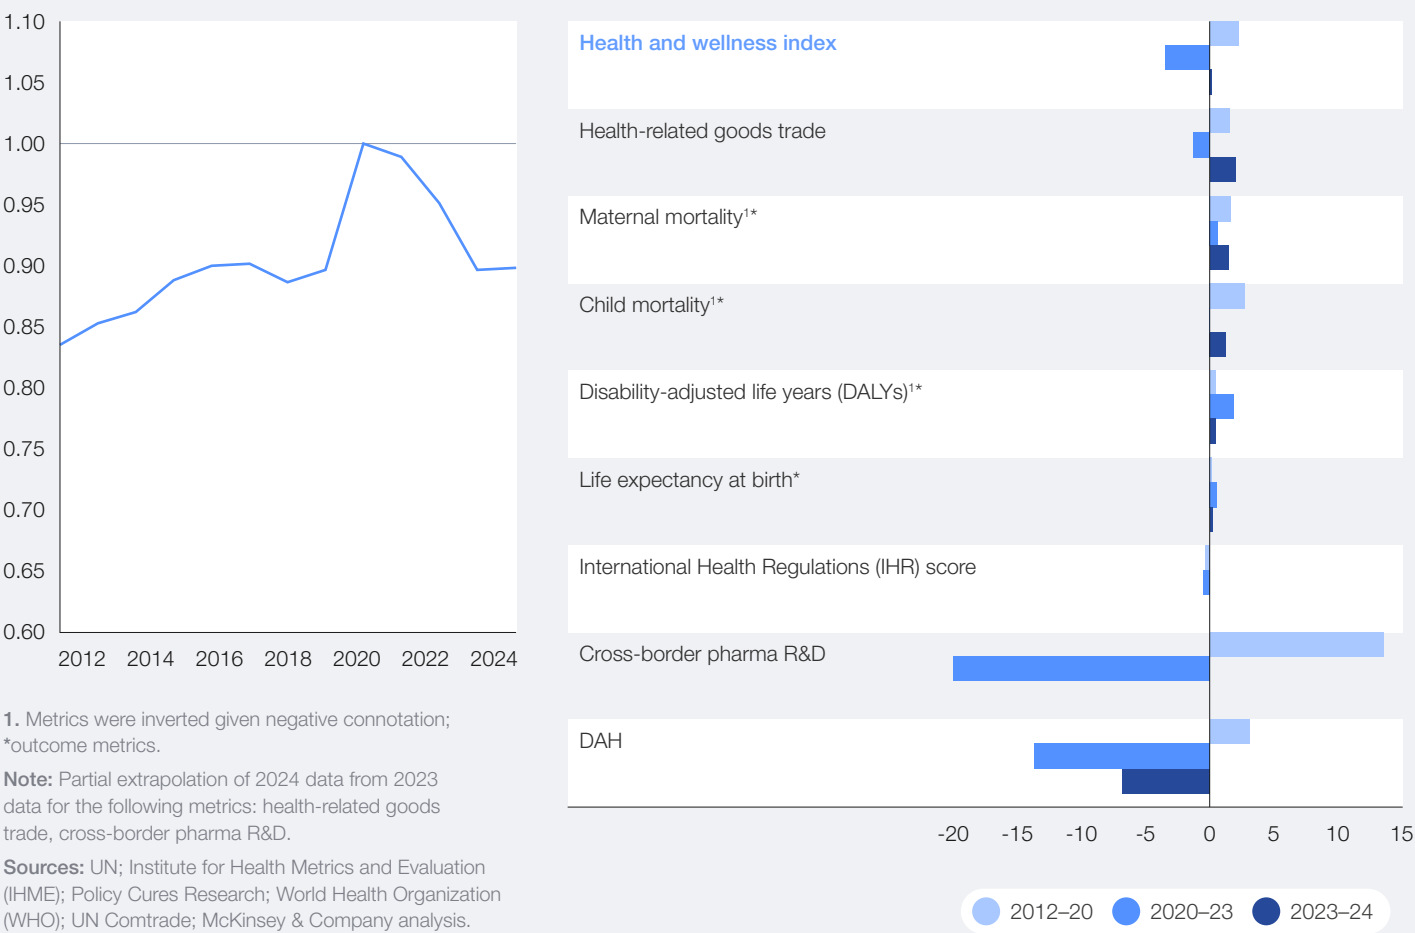 1.10
1.05
1.00
0.95
0.90
0.85
0.80
0.75
0.70
0.65
0.60
2012 2014 2016 2018 2020 2022 2024
1. Metrics were inverted given negative connotation;
*outcome metrics.
Note: Partial extrapolation of 2024 data from 2023
data for the following metrics: health-related goods
trade, cross-border pharma R&D.
Sources: UN; Institute for Health Metrics and Evaluation
(IHME); Policy Cures Research; World Health Organization
(WHO); UN Comtrade; McKinsey & Company analysis.
Health and wellness index
Health-related goods trade
Maternal mortality¹*
Child mortality¹*
Disability-adjusted life years (DALYs)¹*
Life expectancy at birth*
International Health Regulations (IHR) score
Cross-border pharma R&D
DAH
-20 -15 -10 -5 0 5 10 15
2012–20 2020–23 2023–24